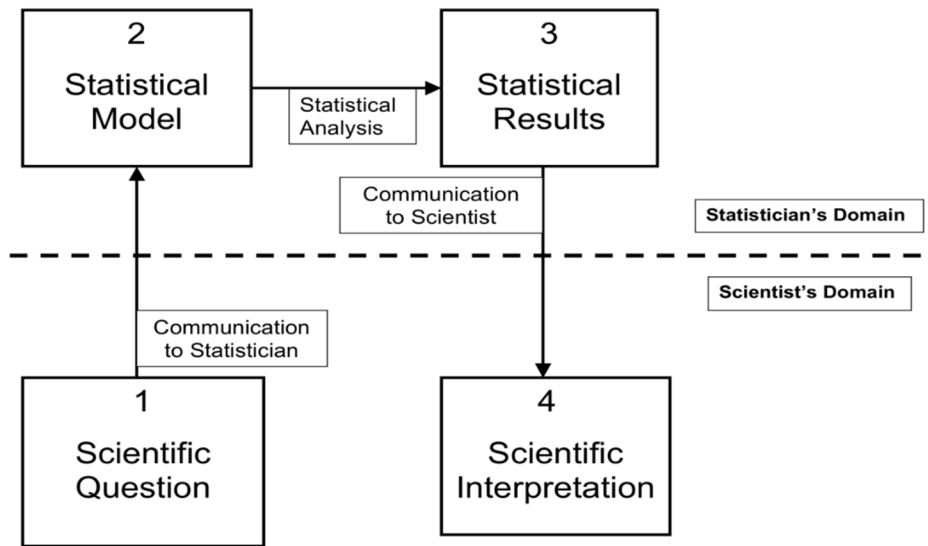 2
Statistical
Model
Statistical
Analysis
3
Statistical
Results
Communication
to Scientist
Statistician's Domain
Scientist's Domain
Communication
to Statistician
1
Scientific
Question
4
Scientific
Interpretation